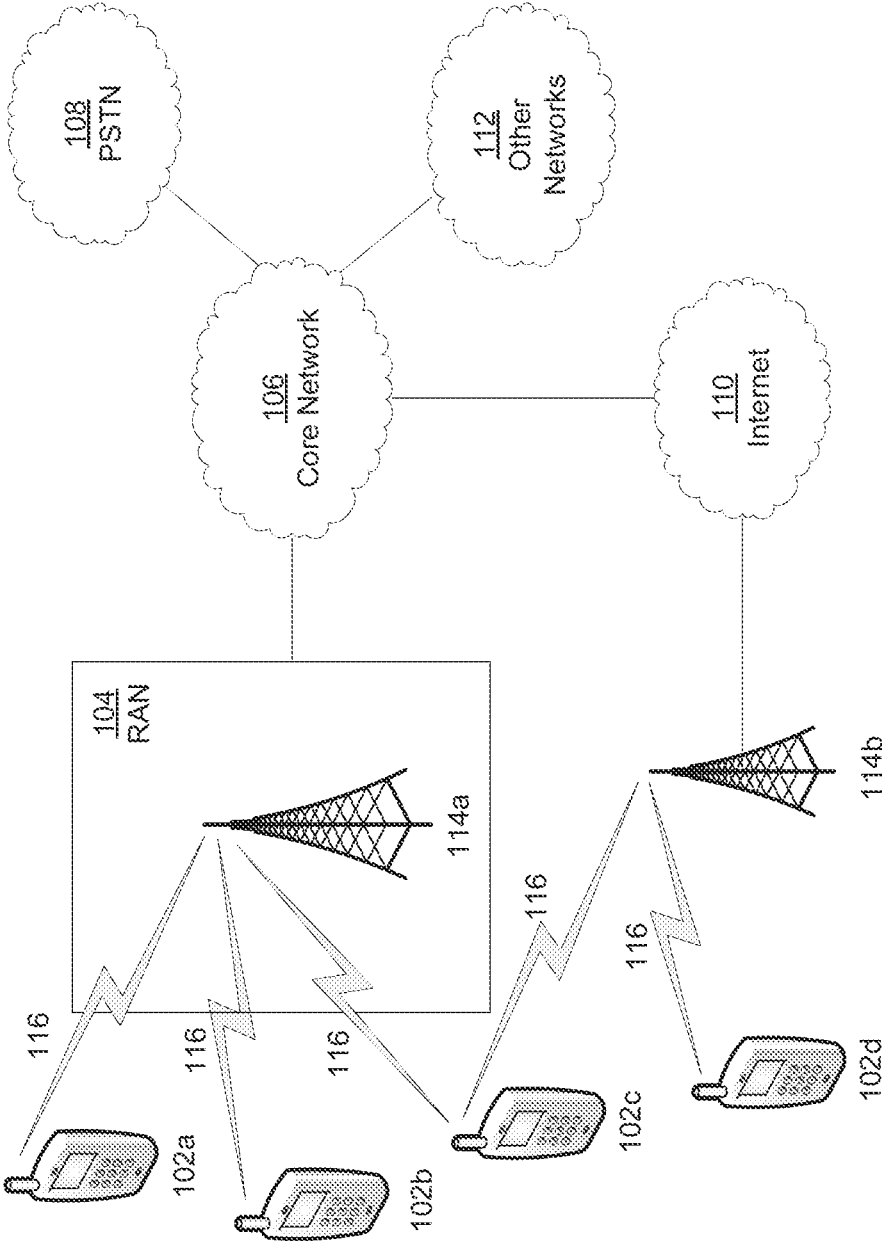 108
PSTN
106
Core Network
112
Other
Networks
104
RAN
110
Internet
114a
114b
116
116
116
116
116
102a
102b
102c
102d